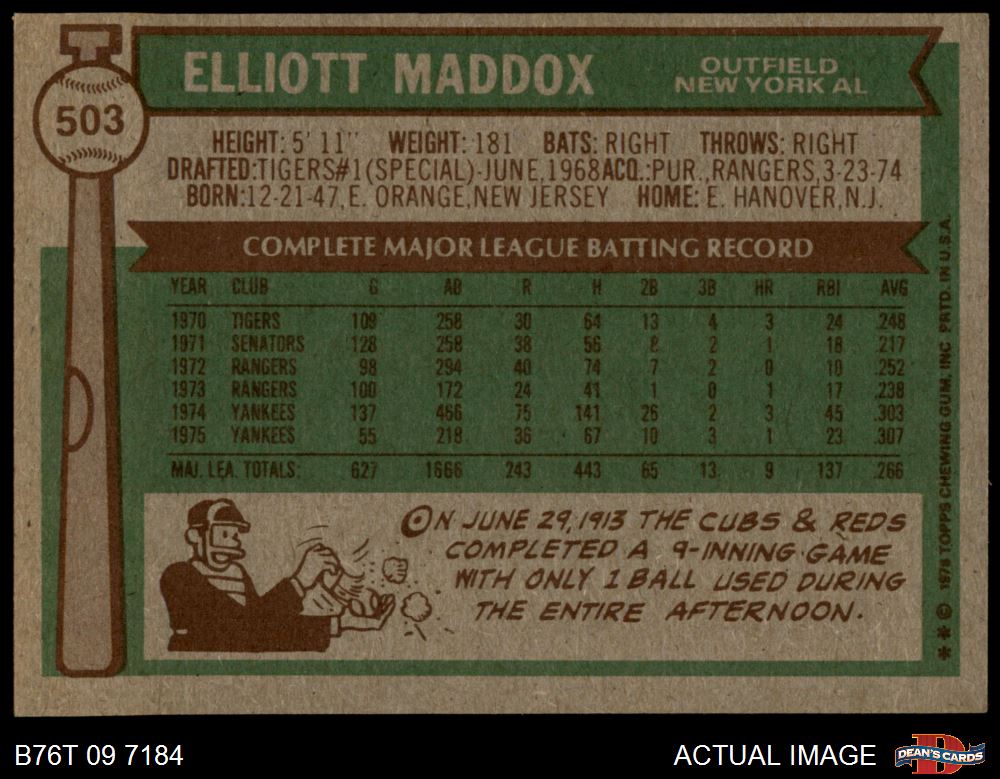 ELLIOTT MADDOX
OUTFIELD
NEW YORK AL
503
HEIGHT: 5' 11" WEIGHT: 181 BATS: RIGHT THROWS: RIGHT
DRAFTED: TIGERS #1 (SPECIAL)-JUNE, 1968 ACQ.: PUR., RANGERS, 3-23-74
BORN: 12-21-47, E. ORANGE, NEW JERSEY HOME: E. HANOVER, N.J.
COMPLETE MAJOR LEAGUE BATTING RECORD
YEAR CLUB G AB R H 2B 3B HR RBI AVG
1970 TIGERS 109 258 30 64 13 4 3 24 .248
1971 SENATORS 128 258 38 56 8 2 1 18 .217
1972 RANGERS 98 294 40 74 7 2 0 10 .252
1973 RANGERS 100 172 24 41 1 0 1 17 .238
1974 YANKEES 137 466 75 141 26 2 3 45 .303
1975 YANKEES 55 218 36 67 10 3 1 23 .307
MAJ. LEA. TOTALS: 627 1666 243 443 65 13 9 137 .266
ON JUNE 29, 1913 THE CUBS & REDS
COMPLETED A 9-INNING GAME
WITH ONLY 1 BALL USED DURING
THE ENTIRE AFTERNOON.
** © 1976 TOPPS CHEWING GUM, INC PRTD. IN U.S.A.
B76T 09 7184
ACTUAL IMAGE
DEAN'S CARDS